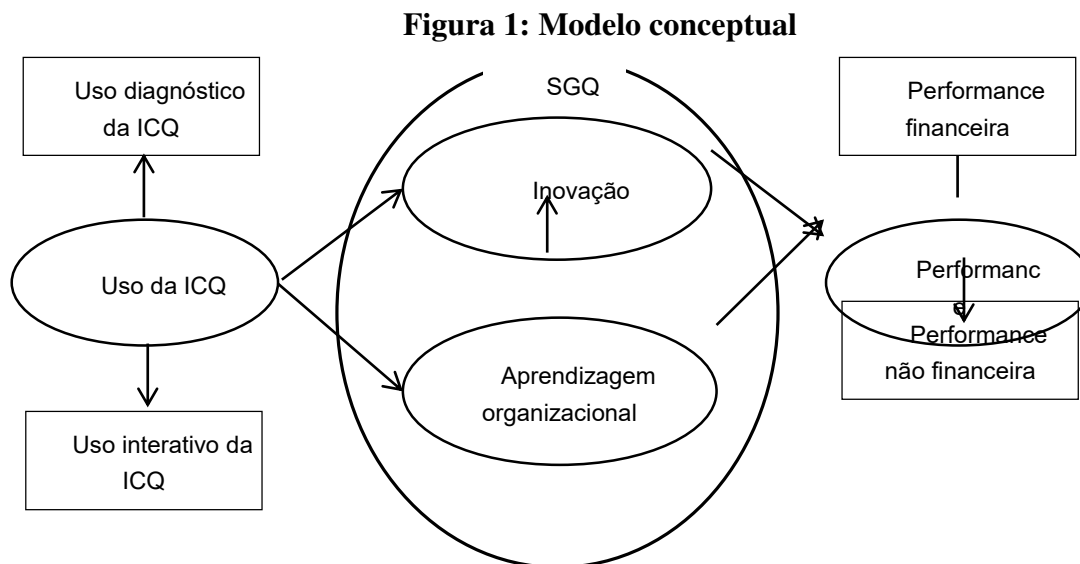 Figura 1: Modelo conceptual
Uso diagnóstico
da ICQ
Uso da ICQ
Uso interativo da
ICQ
SGQ
Inovação
Aprendizagem
organizacional
Performance
financeira
Performanc
e
Performance
não financeira